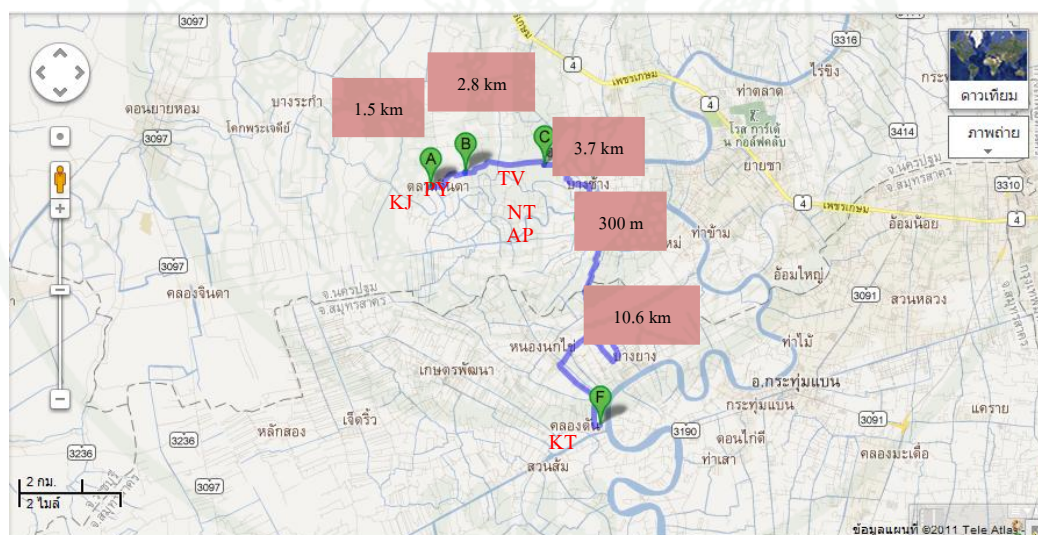 3097
4
3414
3316
ไร่ขิง
ท่าตลาด
เพชรเกษม
2.8 km
1.5 km
ดอนยายหอม
3097
บางระกำ
โคกพระเจดีย์
4
ดาวเทียม
ภาพถ่าย
3414
จ.นครปฐม
จ.สมุทรสาคร
B
C
A
3.7 km
ยายชา
3310
TV
บางช้าง
KJ
NT
AP
300 m
เพชรเกษม
4
ท่าข้าม
อ้อมน้อย
3097
คลองจินดา
จ.นครปฐม
จ.สมุทรสาคร
อ้อมใหญ่
3091
สวนหลวง
10.6 km
หนองนกไข่
บางยาง
ท่าไม้
เกษตรพัฒนา
อ.กระทุ่มแบน
กระทุ่มแบน
F
แคราย
เจ็ดริ้ว
หลักสอง
3236
3236
คลองตัน
KT
3190
ดอนไก่ดี
3091
ท่าเสา
คลองมะเดื่อ
สวนส้ม
3097
2 กม.
2 ไมล์
ข้อมูลแผนที่ ©2011 Tele Atlas -